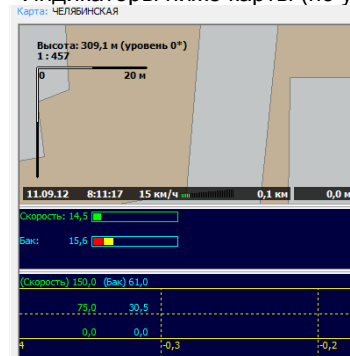 Карта: ЧЕЛЯБИНСКАЯ
Высота: 309,1 м (уровень 0*)
1 : 457
0 20 м
11.09.12 8:11:17 15 км/ч 0,1 км 0,0 м
Скорость: 14,5
Бак: 15,6
(Скорость) 150,0 (Бак) 61,0
75,0 30,5
0,0 0,0
4 -0,3 -0,2